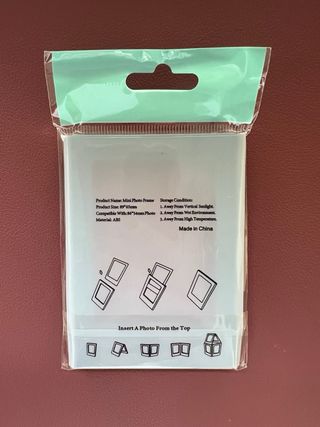 Product Name: Mini Photo Frame
Product Size: 89*65mm
Compatible With: 86*54mm Photo
Material: ABS
Storage Condition:
1. Away From Vertical Sunlight.
2. Away From Wet Environment.
3. Away From High Temperature.
Made in China
Insert A Photo From the Top